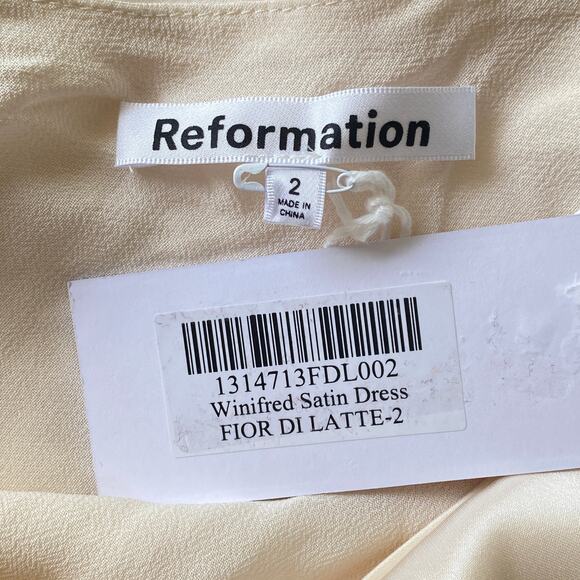 Reformation
2
MADE IN
CHINA
1314713FDL002
Winifred Satin Dress
FIOR DI LATTE-2